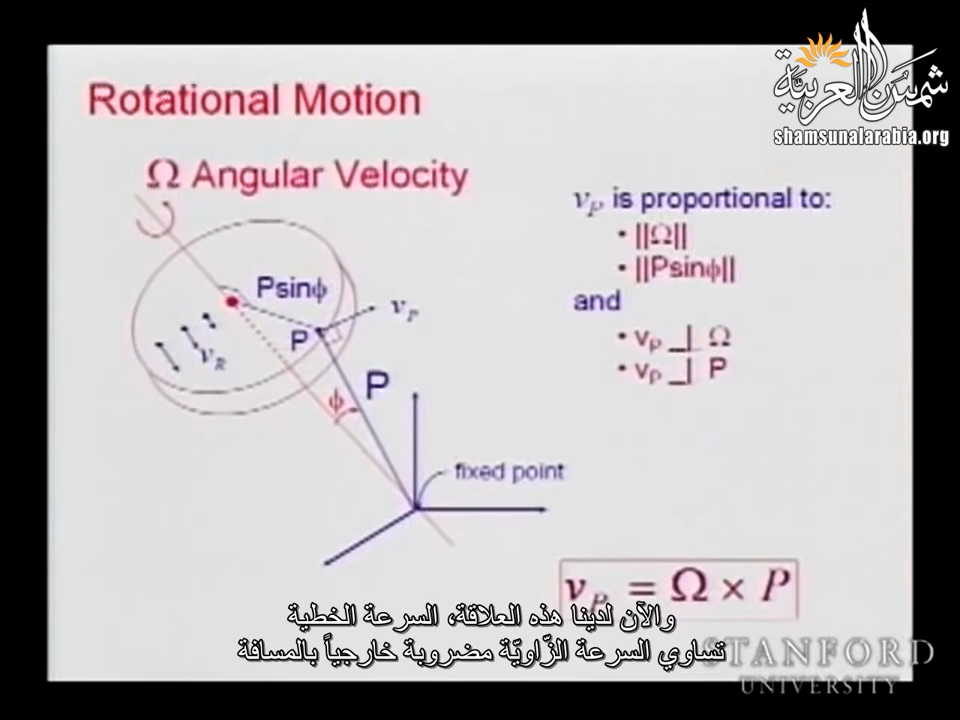 شمسُ العربيّة
shamsunalarabia.org
Rotational Motion
Ω Angular Velocity
Psinϕ
v_P
P
v_R
P
ϕ
fixed point
v_P is proportional to:
• ||Ω||
• ||Psinϕ||
and
• v_P _|_ Ω
• v_P _|_ P
v_P = Ω × P
والآن لدينا هذه العلاقة، السرعة الخطية
تساوي السرعة الزّاويّة مضروبة خارجياً بالمسافة
STANFORD
UNIVERSITY